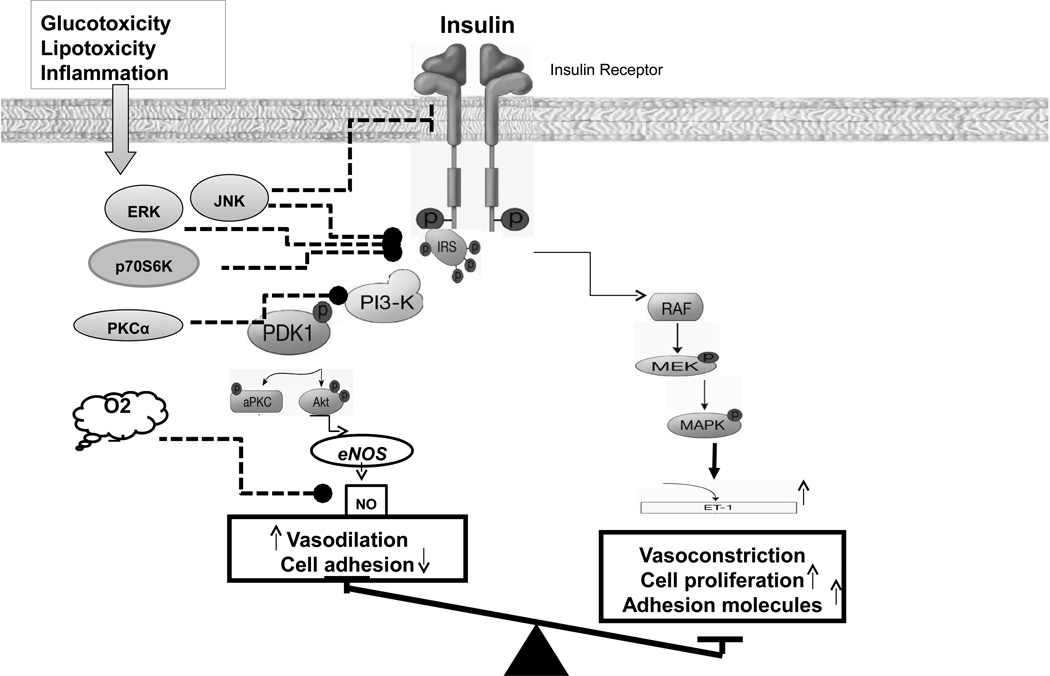 Glucotoxicity
Lipotoxicity
Inflammation
Insulin
Insulin Receptor
ERK
JNK
p70S6K
PKCα
p
p
IRS
p
p
p
p
p
PI3-K
PDK1
p
aPKC
p
Akt
p
p
O2
eNOS
NO
Vasodilation
Cell adhesion
RAF
MEK
P
MAPK
p
ET-1
Vasoconstriction
Cell proliferation
Adhesion molecules